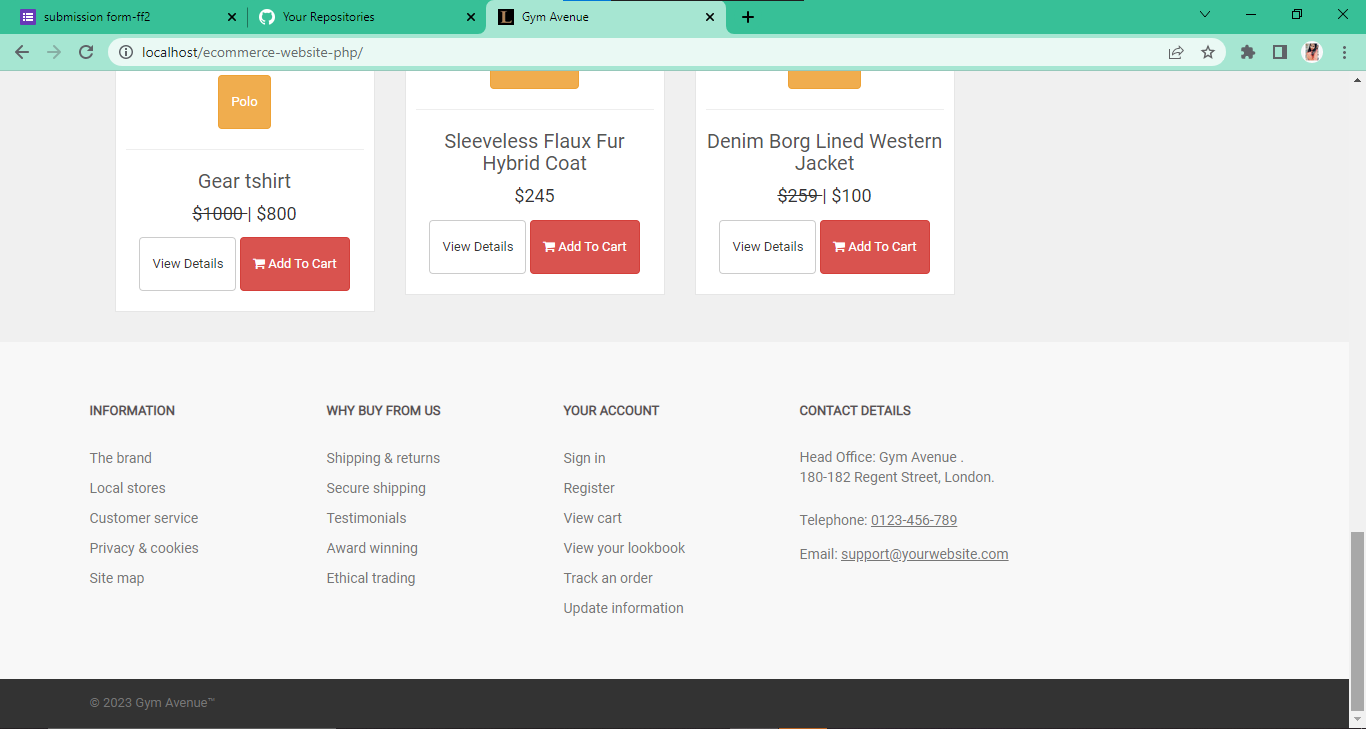 submission form-ff2
Your Repositories
Gym Avenue
localhost/ecommerce-website-php/
Polo
Gear tshirt
$1000 | $800
View Details
Add To Cart
Sleeveless Flaux Fur
Hybrid Coat
$245
View Details
Add To Cart
Denim Borg Lined Western
Jacket
$259 | $100
View Details
Add To Cart
INFORMATION
The brand
Local stores
Customer service
Privacy & cookies
Site map
WHY BUY FROM US
Shipping & returns
Secure shipping
Testimonials
Award winning
Ethical trading
YOUR ACCOUNT
Sign in
Register
View cart
View your lookbook
Track an order
Update information
CONTACT DETAILS
Head Office: Gym Avenue .
180-182 Regent Street, London.
Telephone: 0123-456-789
Email: support@yourwebsite.com
© 2023 Gym Avenue™